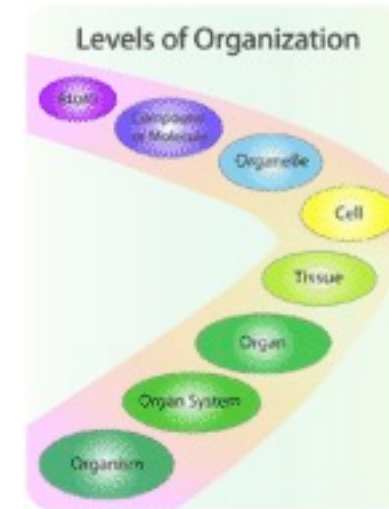 Levels of Organization
Atom
Compound
or Molecule
Organelle
Cell
Tissue
Organ
Organ System
Organism